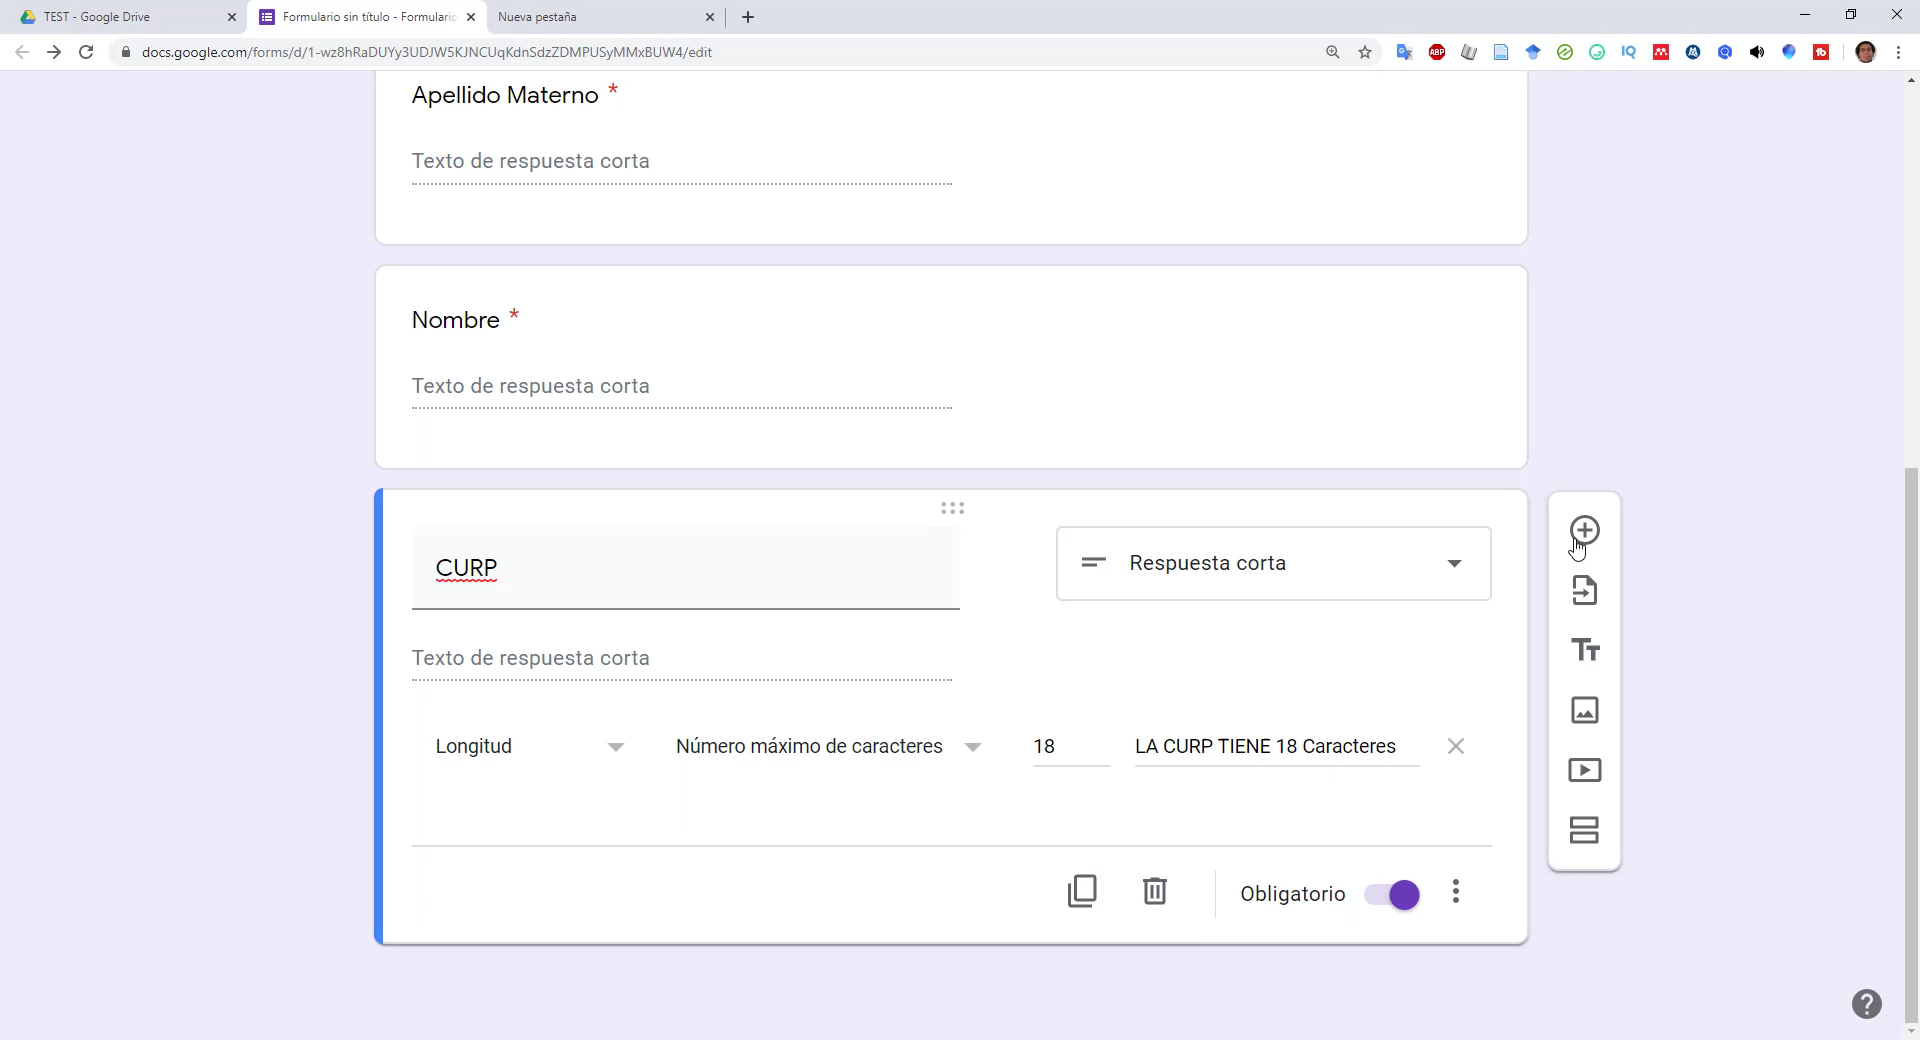 TEST - Google Drive
Formulario sin título - Formulario
Nueva pestaña
docs.google.com/forms/d/1-wz8hRaDUYy3UDJW5KJNCUqKdnSdzZDMPUSyMMxBUW4/edit
ABP
IQ
Apellido Materno *
Texto de respuesta corta
Nombre *
Texto de respuesta corta
CURP
Respuesta corta
Texto de respuesta corta
Longitud
Número máximo de caracteres
18
LA CURP TIENE 18 Caracteres
Obligatorio